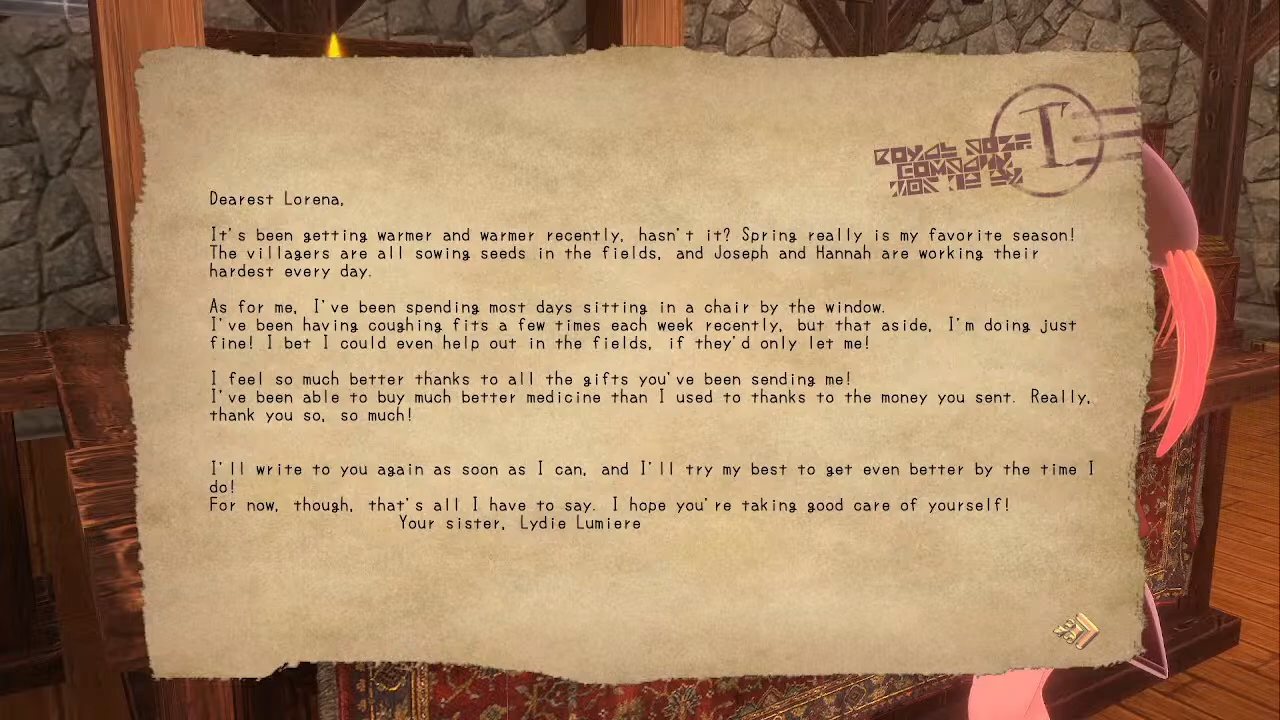 Dearest Lorena,
It's been getting warmer and warmer recently, hasn't it? Spring really is my favorite season!
The villagers are all sowing seeds in the fields, and Joseph and Hannah are working their
hardest every day.
As for me, I've been spending most days sitting in a chair by the window.
I've been having coughing fits a few times each week recently, but that aside, I'm doing just
fine! I bet I could even help out in the fields, if they'd only let me!
I feel so much better thanks to all the gifts you've been sending me!
I've been able to buy much better medicine than I used to thanks to the money you sent. Really,
thank you so, so much!
I'll write to you again as soon as I can, and I'll try my best to get even better by the time I
do!
For now, though, that's all I have to say. I hope you're taking good care of yourself!
Your sister, Lydie Lumiere